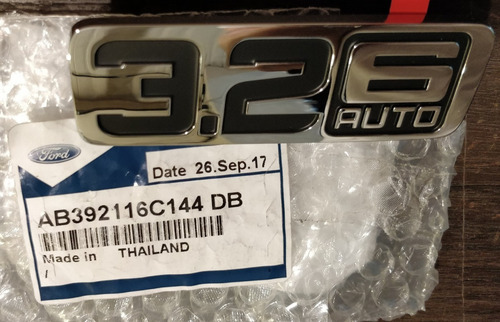 3.2 6
AUTO
Ford
Date 26.Sep.17
AB392116C144 DB
Made in THAILAND
/